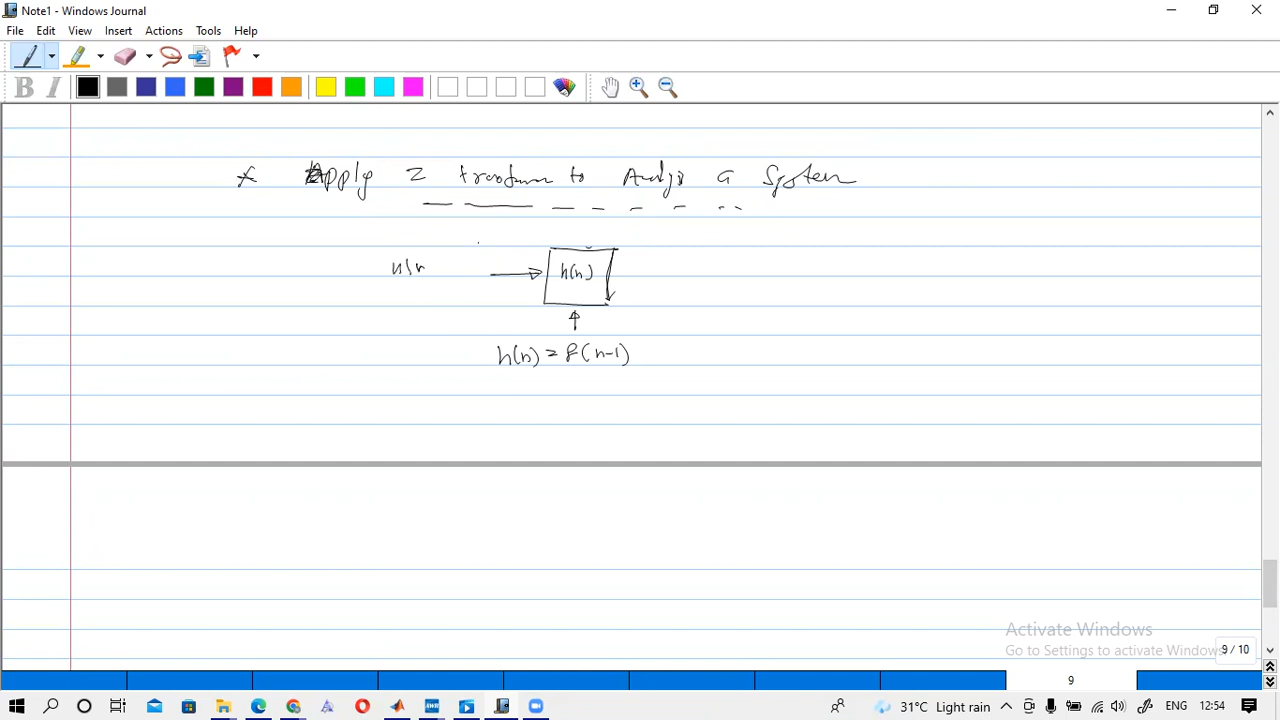 Note1 - Windows Journal
File Edit View Insert Actions Tools Help
B I
Apply Z transform to a System
h(n)
h(n) = δ(n-1)
Activate Windows
Go to Settings to activate Windows.
9 / 10
9
31°C Light rain ENG 12:54